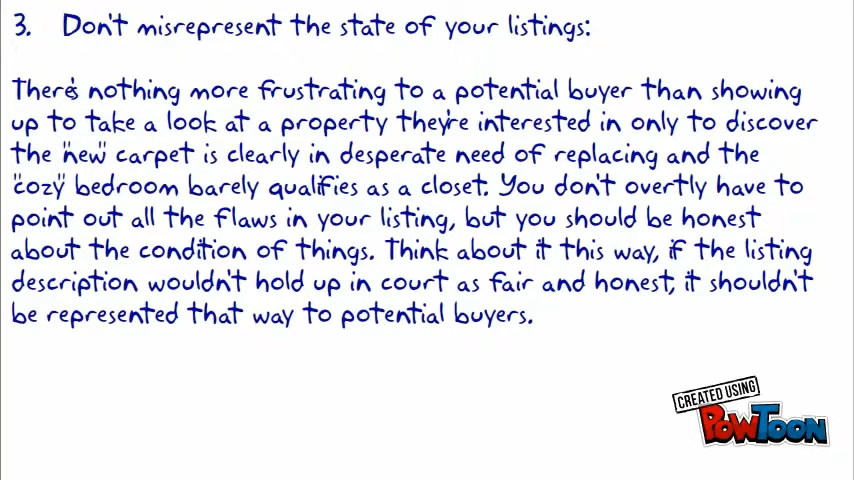 3. Don't misrepresent the state of your listings:
There's nothing more frustrating to a potential buyer than showing
up to take a look at a property they're interested in only to discover
the "new" carpet is clearly in desperate need of replacing and the
"cozy" bedroom barely qualifies as a closet. You don't overtly have to
point out all the flaws in your listing, but you should be honest
about the condition of things. Think about it this way, if the listing
description wouldn't hold up in court as fair and honest, it shouldn't
be represented that way to potential buyers.
CREATED USING
POWTOON